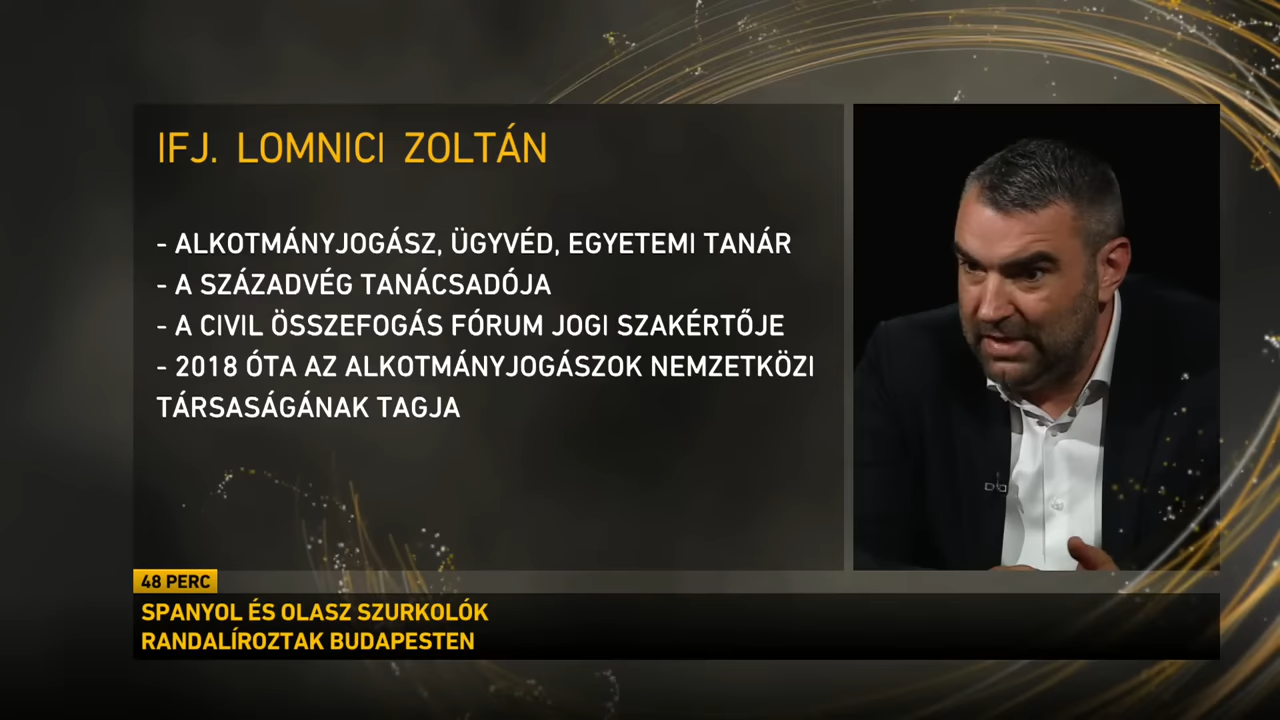 IFJ. LOMNICI ZOLTÁN
- ALKOTMÁNYJOGÁSZ, ÜGYVÉD, EGYETEMI TANÁR
- A SZÁZADVÉG TANÁCSADÓJA
- A CIVIL ÖSSZEFOGÁS FÓRUM JOGI SZAKÉRTŐJE
- 2018 ÓTA AZ ALKOTMÁNYJOGÁSZOK NEMZETKÖZI
TÁRSASÁGÁNAK TAGJA
48 PERC
SPANYOL ÉS OLASZ SZURKOLÓK
RANDALÍROZTAK BUDAPESTEN